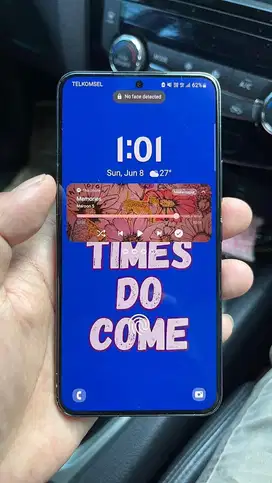 TELKOMSEL
62%
No face detected
1:01
Sun, Jun 8 27°
Memories
Maroon 5
TIMES
DO
COME